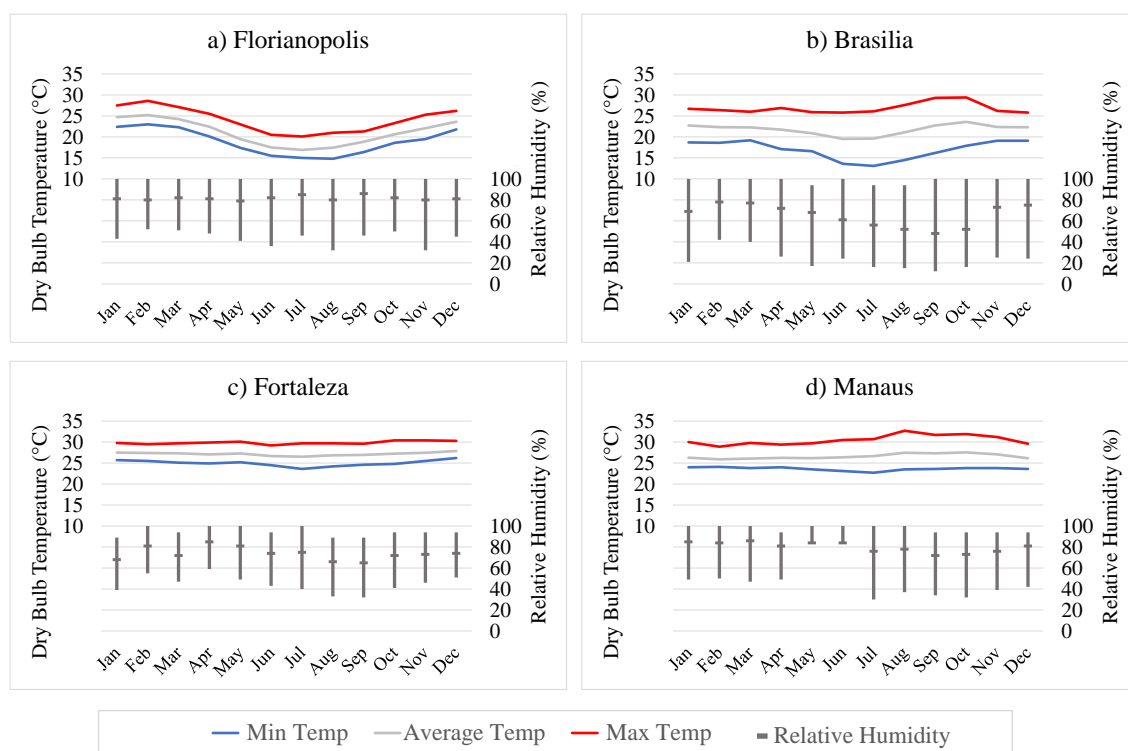 a) Florianopolis
Dry Bulb Temperature (°C)
35
30
25
20
15
10
Relative Humidity (%)
100
80
60
40
20
0
Jan Feb Mar Apr May Jun Jul Aug Sep Oct Nov Dec
b) Brasilia
Dry Bulb Temperature (°C)
35
30
25
20
15
10
Relative Humidity (%)
100
80
60
40
20
0
Jan Feb Mar Apr May Jun Jul Aug Sep Oct Nov Dec
c) Fortaleza
Dry Bulb Temperature (°C)
35
30
25
20
15
10
Relative Humidity (%)
100
80
60
40
20
0
Jan Feb Mar Apr May Jun Jul Aug Sep Oct Nov Dec
d) Manaus
Dry Bulb Temperature (°C)
35
30
25
20
15
10
Relative Humidity (%)
100
80
60
40
20
0
Jan Feb Mar Apr May Jun Jul Aug Sep Oct Nov Dec
Min Temp Average Temp Max Temp Relative Humidity